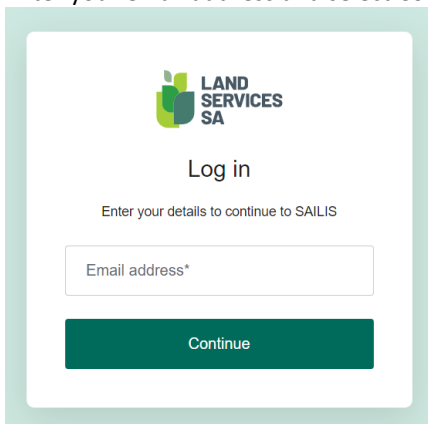 LAND
SERVICES
SA
Log in
Enter your details to continue to SAILIS
Email address*
Continue